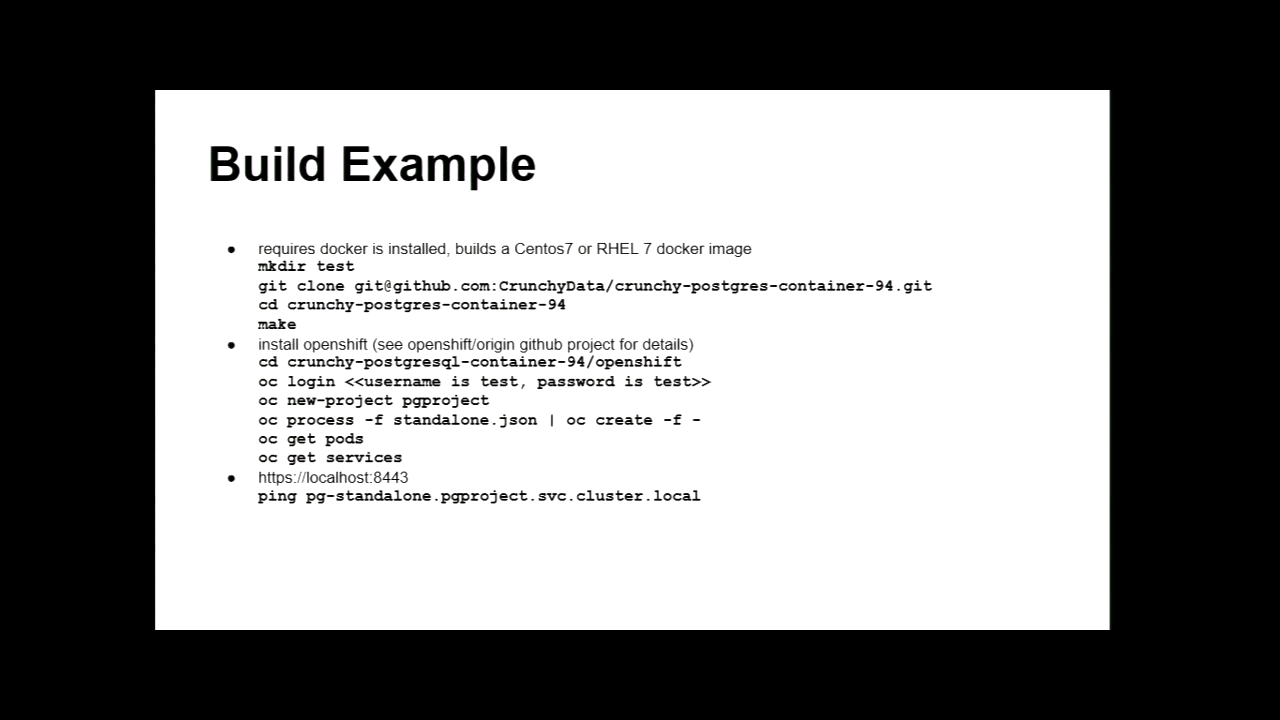 Build Example
● requires docker is installed, builds a Centos7 or RHEL 7 docker image
mkdir test
git clone git@github.com:CrunchyData/crunchy-postgres-container-94.git
cd crunchy-postgres-container-94
make
● install openshift (see openshift/origin github project for details)
cd crunchy-postgresql-container-94/openshift
oc login <<username is test, password is test>>
oc new-project pgproject
oc process -f standalone.json | oc create -f -
oc get pods
oc get services
● https://localhost:8443
ping pg-standalone.pgproject.svc.cluster.local